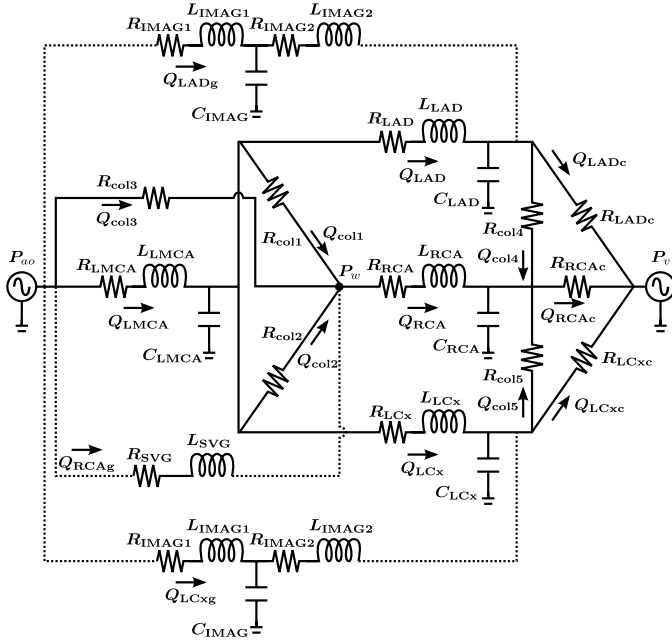 R_IMAG1 L_IMAG1 R_IMAG2 L_IMAG2
Q_LADg
C_IMAG
R_LAD L_LAD
Q_LAD
C_LAD
Q_LADc
R_LADc
R_col3
Q_col3
R_col1
Q_col1
R_col4
Q_col4
P_ao
R_LMCA L_LMCA
Q_LMCA
C_LMCA
P_w
R_RCA L_RCA
Q_RCA
C_RCA
R_RCAc
Q_RCAc
P_v
R_col2
Q_col2
R_col5
Q_col5
R_LCxc
Q_LCxc
R_LCx L_LCx
Q_LCx
C_LCx
Q_RCAg
R_SVG L_SVG
R_IMAG1 L_IMAG1 R_IMAG2 L_IMAG2
Q_LCxg
C_IMAG